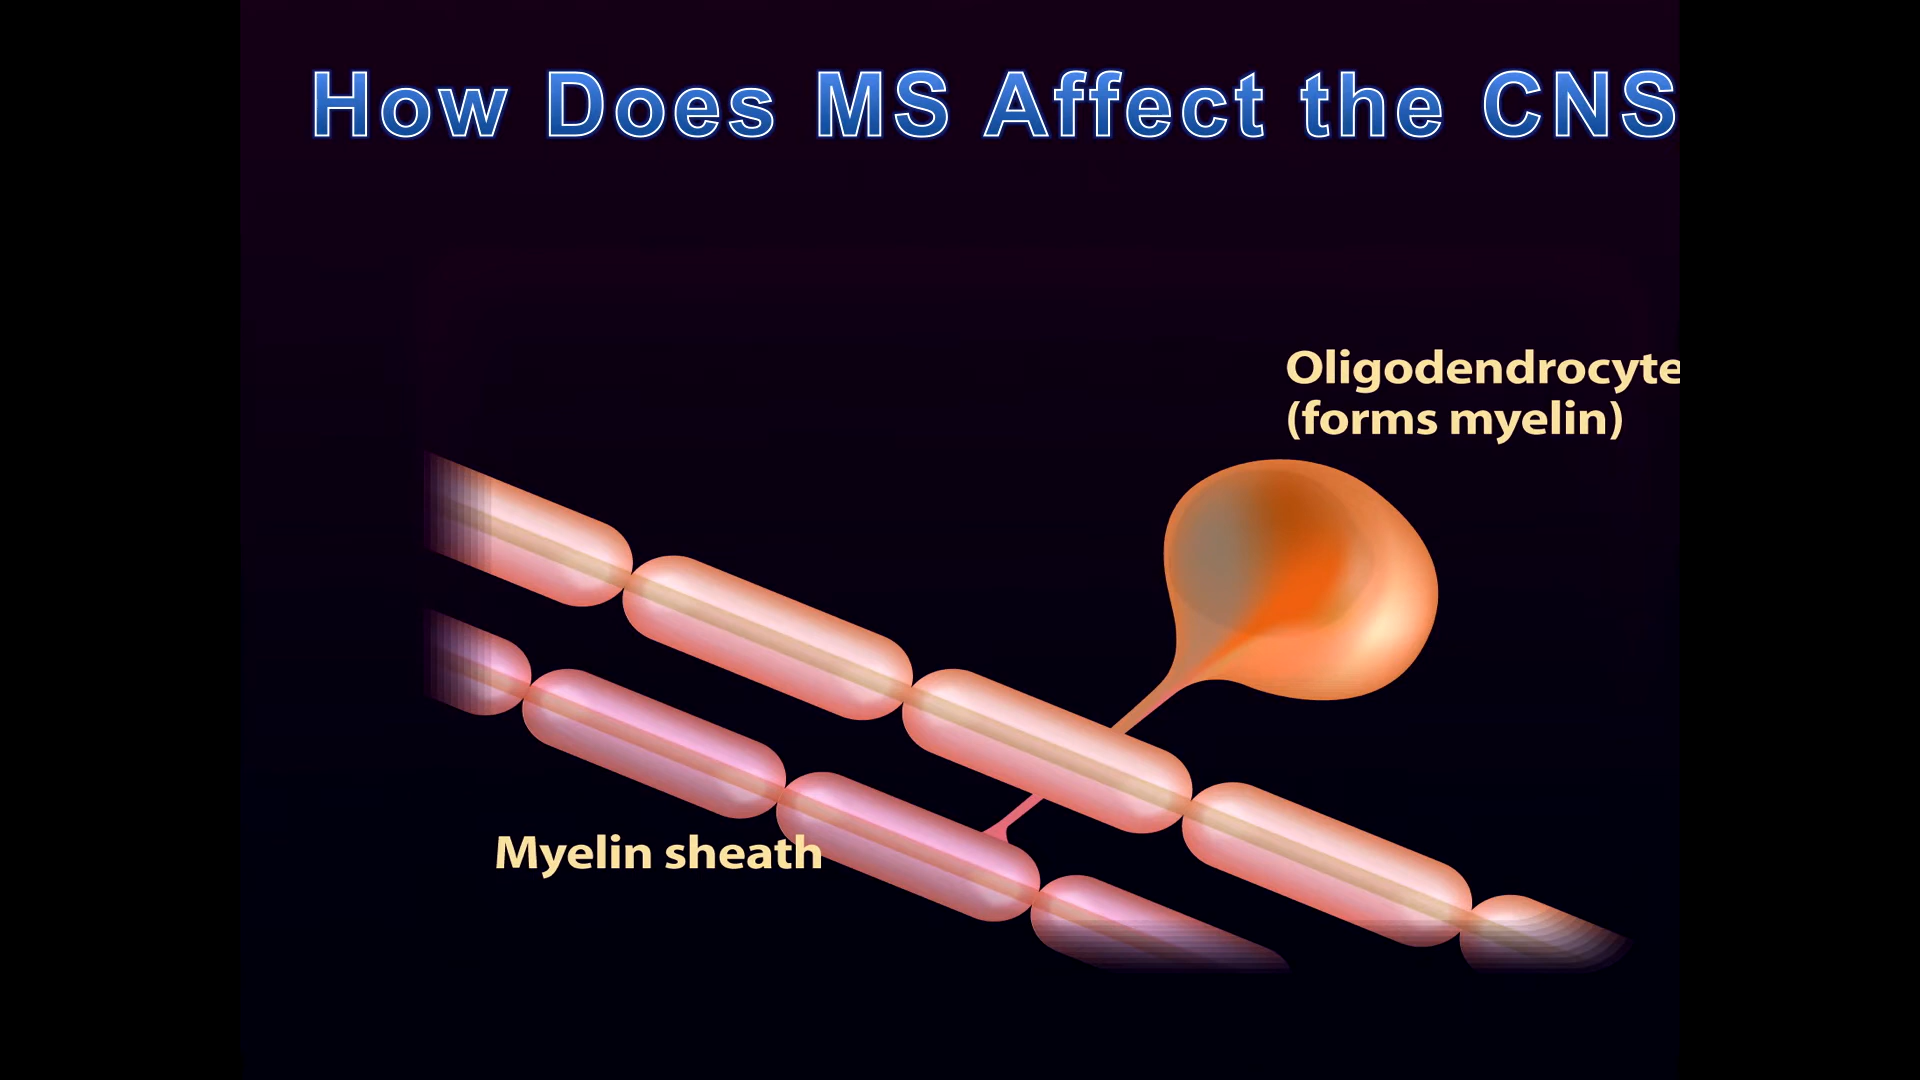 How Does MS Affect the CNS
Oligodendrocyte
(forms myelin)
Myelin sheath